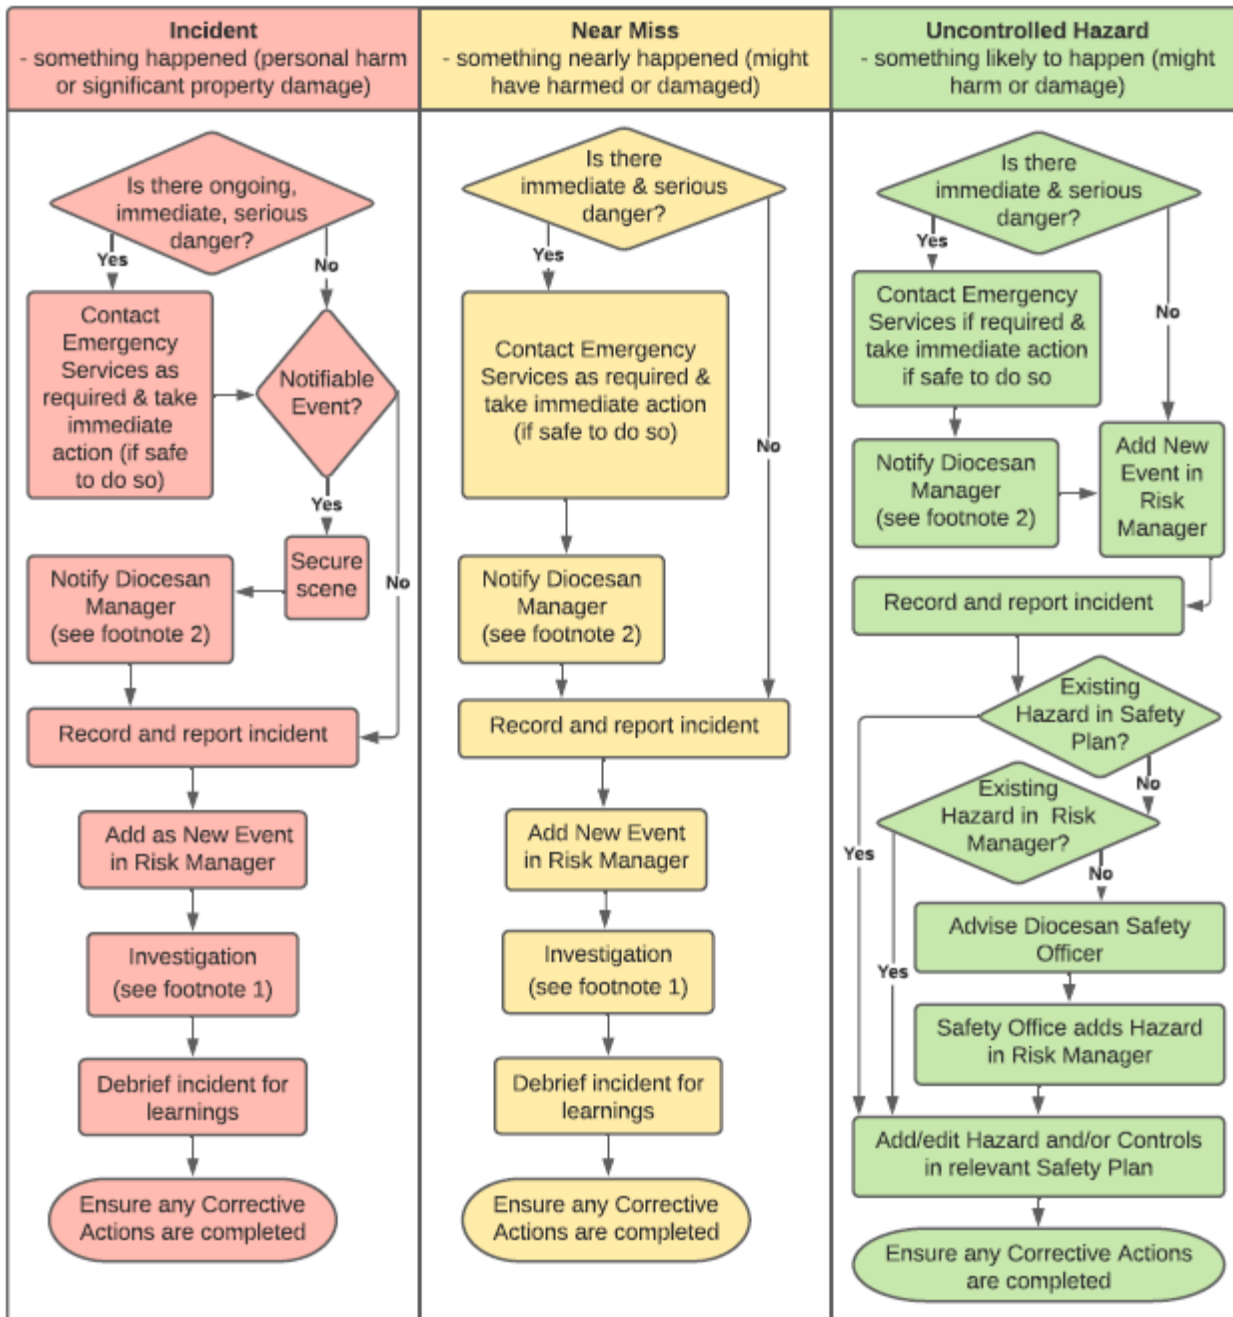 Incident
- something happened (personal harm
or significant property damage)
Is there ongoing,
immediate, serious
danger?
Yes
No
Contact
Emergency
Services as
required & take
immediate
action (if safe
to do so)
Notifiable
Event?
Yes
No
Secure
scene
Notify Diocesan
Manager
(see footnote 2)
Record and report incident
Add as New Event
in Risk Manager
Investigation
(see footnote 1)
Debrief incident for
learnings
Ensure any Corrective
Actions are completed
Near Miss
- something nearly happened (might
have harmed or damaged)
Is there
immediate & serious
danger?
Yes
No
Contact Emergency
Services as required &
take immediate action
(if safe to do so)
Notify Diocesan
Manager
(see footnote 2)
Record and report incident
Add New Event
in Risk Manager
Investigation
(see footnote 1)
Debrief incident for
learnings
Ensure any Corrective
Actions are completed
Uncontrolled Hazard
- something likely to happen (might
harm or damage)
Is there
immediate & serious
danger?
Yes
No
Contact Emergency
Services if required &
take immediate action
if safe to do so
Notify Diocesan
Manager
(see footnote 2)
Add New
Event in
Risk
Manager
Record and report incident
Existing
Hazard in Safety
Plan?
No
Yes
Existing
Hazard in Risk
Manager?
No
Yes
Advise Diocesan Safety
Officer
Safety Office adds Hazard
in Risk Manager
Add/edit Hazard and/or Controls
in relevant Safety Plan
Ensure any Corrective Actions
are completed